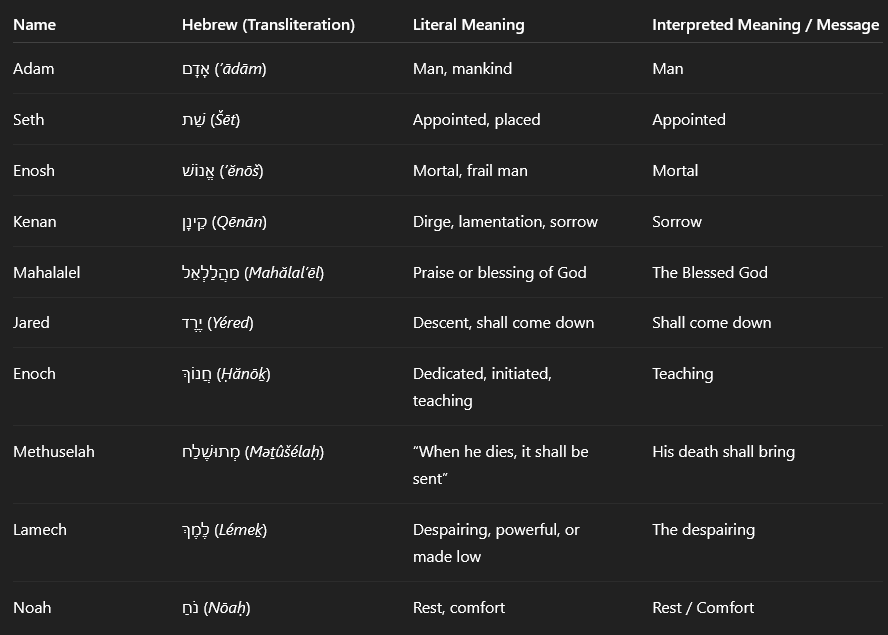 Name Hebrew (Transliteration) Literal Meaning Interpreted Meaning / Message
Adam אָדָם (ʼādām) Man, mankind Man
Seth שֵׁת (Šēt) Appointed, placed Appointed
Enosh אֱנוֹשׁ (ʼĕnōš) Mortal, frail man Mortal
Kenan קֵינָן (Qēnān) Dirge, lamentation, sorrow Sorrow
Mahalalel מַהֲלַלְאֵל (Mahălalʼēl) Praise or blessing of God The Blessed God
Jared יֶרֶד (Yéred) Descent, shall come down Shall come down
Enoch חֲנוֹךְ (Ḥănōḵ) Dedicated, initiated, Teaching
teaching
Methuselah מְתוּשֶׁלַח (Məṯûšélaḥ) “When he dies, it shall be His death shall bring
sent”
Lamech לֶמֶךְ (Lémeḵ) Despairing, powerful, or The despairing
made low
Noah נֹחַ (Nōaḥ) Rest, comfort Rest / Comfort